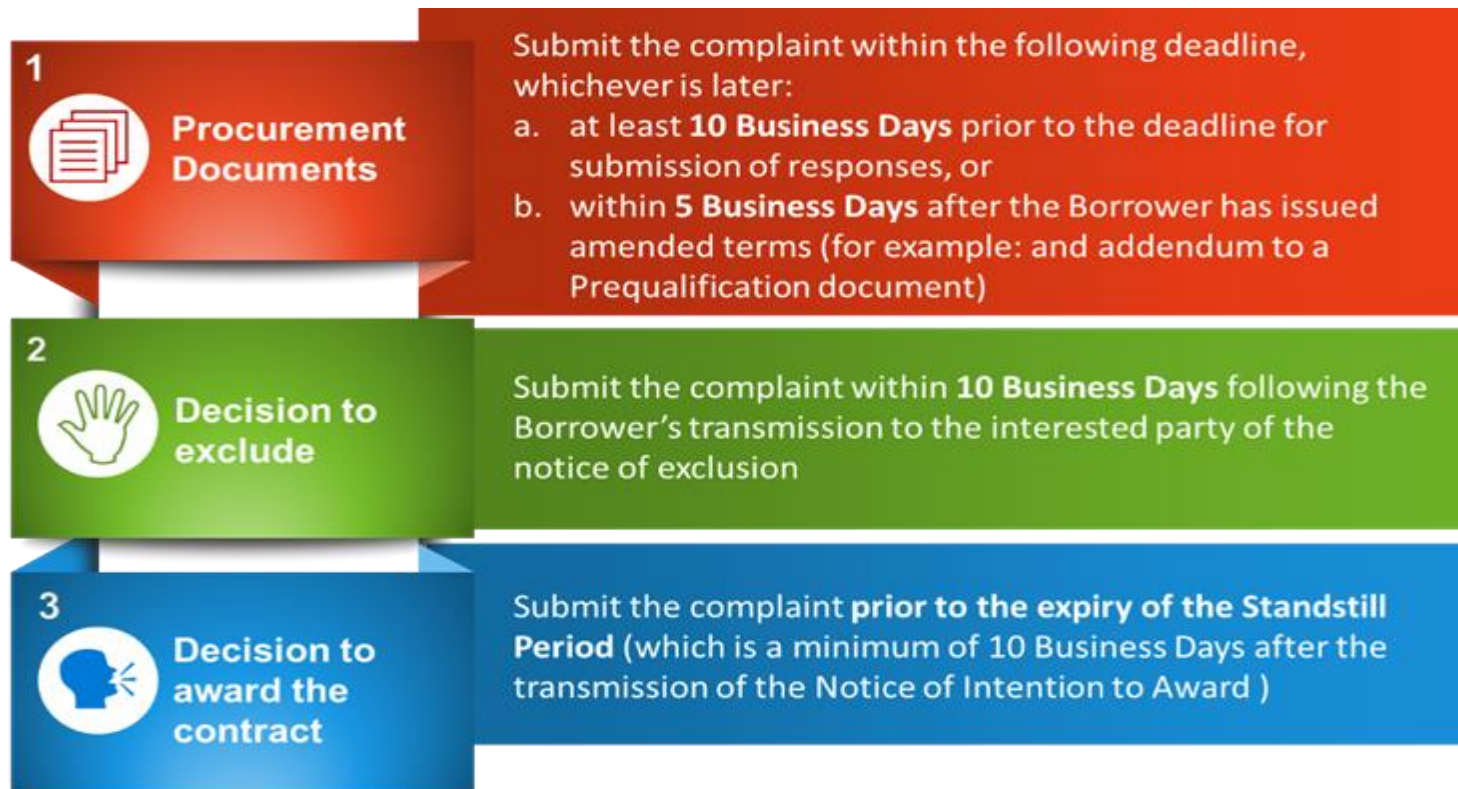 1
Procurement
Documents
Submit the complaint within the following deadline,
whichever is later:
a. at least 10 Business Days prior to the deadline for
submission of responses, or
b. within 5 Business Days after the Borrower has issued
amended terms (for example: and addendum to a
Prequalification document)
2
Decision to
exclude
Submit the complaint within 10 Business Days following the
Borrower’s transmission to the interested party of the
notice of exclusion
3
Decision to
award the
contract
Submit the complaint prior to the expiry of the Standstill
Period (which is a minimum of 10 Business Days after the
transmission of the Notice of Intention to Award )